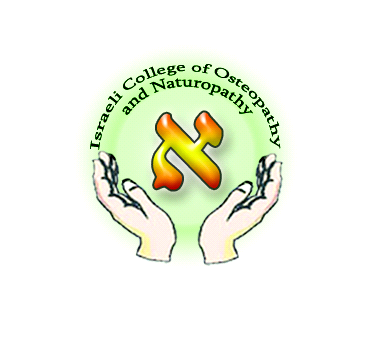 Israeli College of Osteopathy
and Naturopathy
א